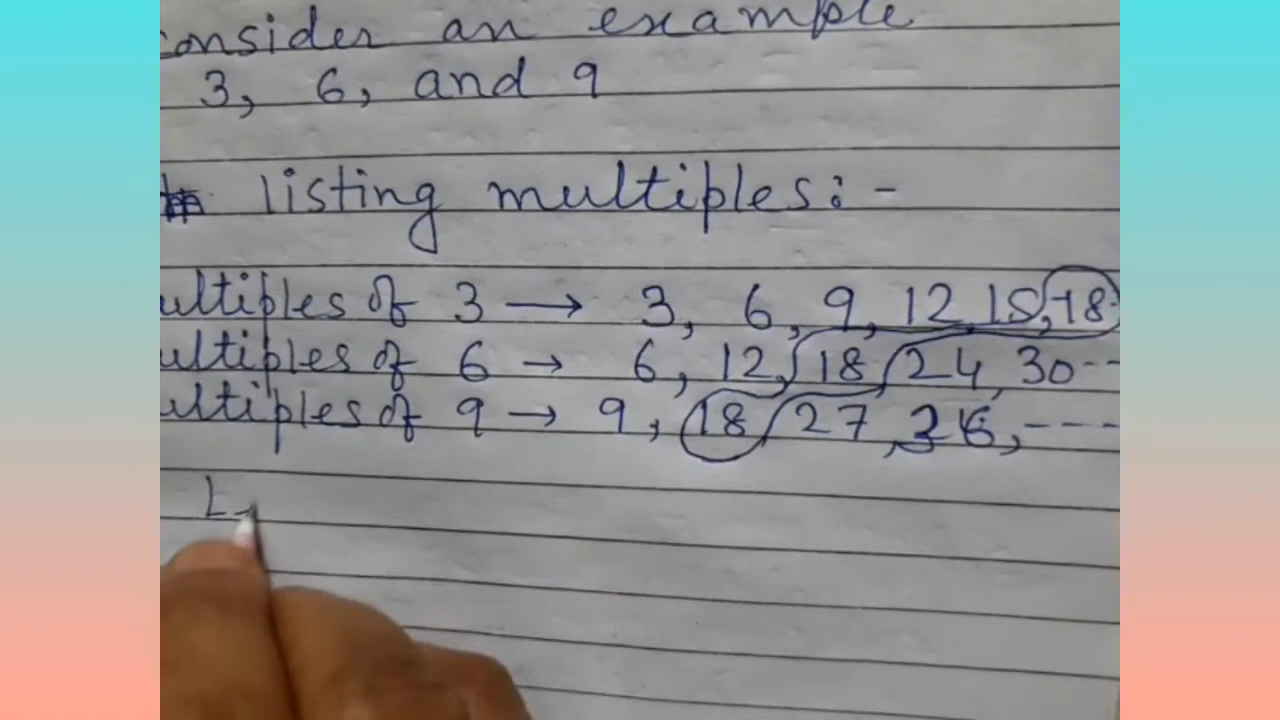 onsider an example
3, 6, and 9
listing multiples:-
ultiples of 3 → 3, 6, 9, 12, 15, 18
ultiples of 6 → 6, 12, 18, 24, 30--
ultiples of 9 → 9, 18, 27, 36, ---
L.